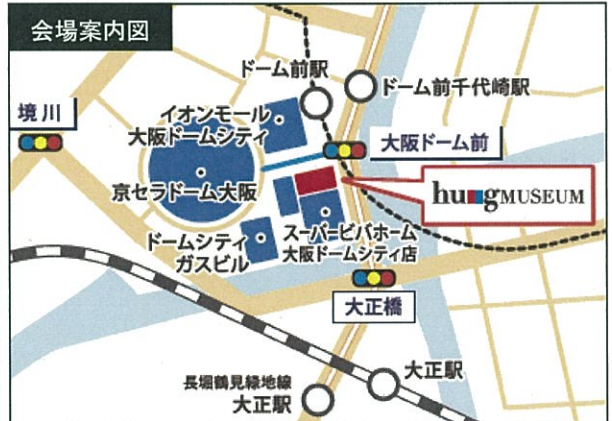 会場案内図
ドーム前駅
ドーム前千代崎駅
境川
イオンモール
大阪ドームシティ
大阪ドーム前
京セラドーム大阪
hu■gMUSEUM
ドームシティ
ガスビル
スーパービバホーム
大阪ドームシティ店
大正橋
長堀鶴見緑地線
大正駅
大正駅